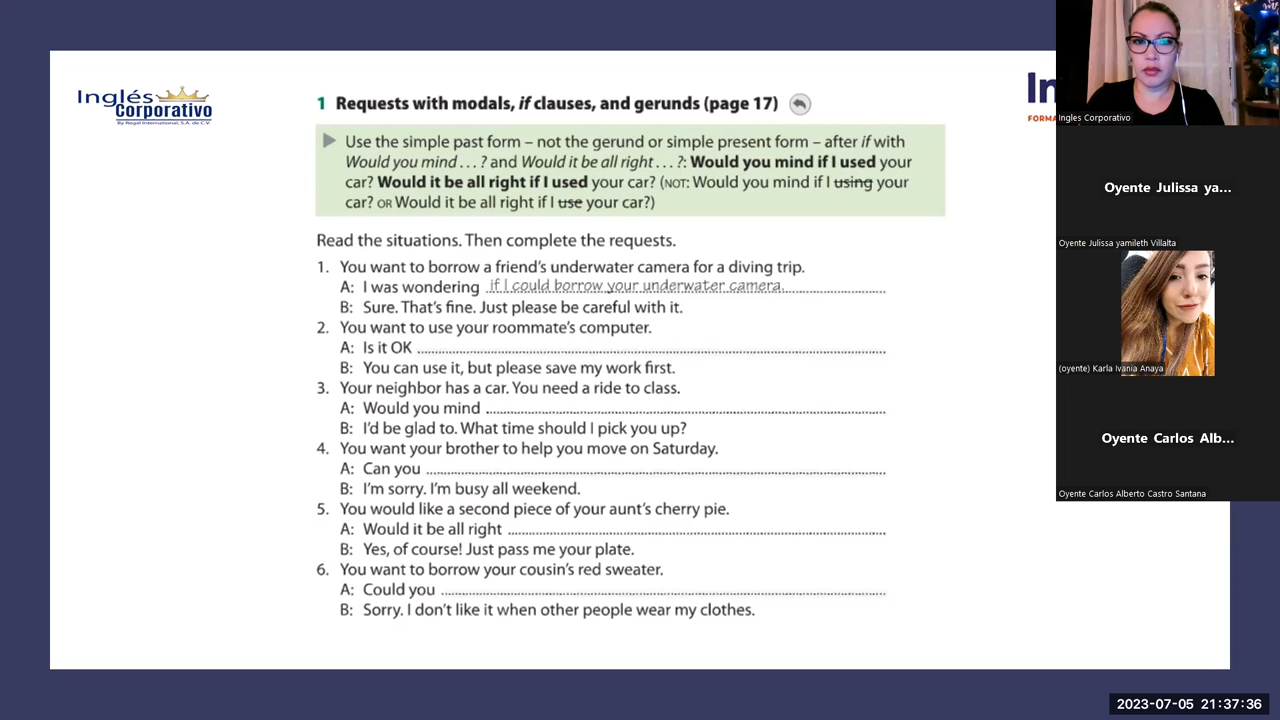 Inglés
Corporativo
By Regal International, S.A. de C.V.
1 Requests with modals, if clauses, and gerunds (page 17)
In
FORMA
Use the simple past form – not the gerund or simple present form – after if with
Would you mind . . . ? and Would it be all right . . . ?: Would you mind if I used your
car? Would it be all right if I used your car? (NOT: Would you mind if I using your
car? OR Would it be all right if I use your car?)
Read the situations. Then complete the requests.
1. You want to borrow a friend's underwater camera for a diving trip.
A: I was wondering if I could borrow your underwater camera.
B: Sure. That's fine. Just please be careful with it.
2. You want to use your roommate's computer.
A: Is it OK
B: You can use it, but please save my work first.
3. Your neighbor has a car. You need a ride to class.
A: Would you mind
B: I'd be glad to. What time should I pick you up?
4. You want your brother to help you move on Saturday.
A: Can you
B: I'm sorry. I'm busy all weekend.
5. You would like a second piece of your aunt's cherry pie.
A: Would it be all right
B: Yes, of course! Just pass me your plate.
6. You want to borrow your cousin's red sweater.
A: Could you
B: Sorry. I don't like it when other people wear my clothes.
Ingles Corporativo
Oyente Julissa ya...
Oyente Julissa yamileth Villalta
(oyente) Karla Ivania Anaya
Oyente Carlos Alb...
Oyente Carlos Alberto Castro Santana
2023-07-05 21:37:36